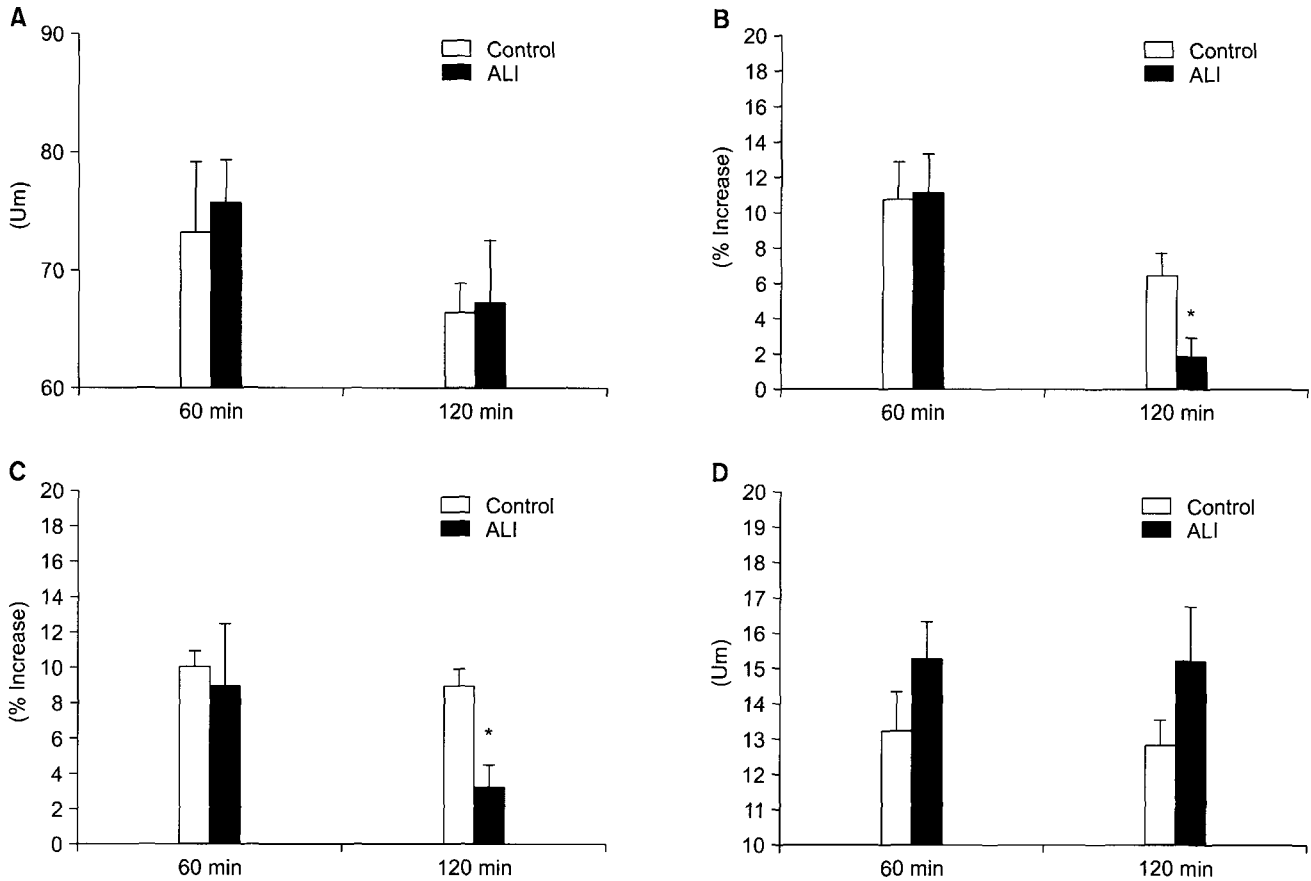 A
90
80
70
60
(Um)
Control
ALI
60 min
120 min
B
20
18
16
14
12
10
8
6
4
2
0
(% Increase)
Control
ALI
*
60 min
120 min
C
20
18
16
14
12
10
8
6
4
2
0
(% Increase)
Control
ALI
*
60 min
120 min
D
20
19
18
17
16
15
14
13
12
11
10
(Um)
Control
ALI
60 min
120 min